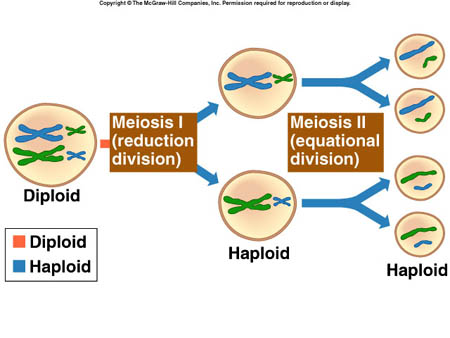 Copyright © The McGraw-Hill Companies, Inc. Permission required for reproduction or display.
Meiosis I
(reduction
division)
Meiosis II
(equational
division)
Diploid
Haploid
Haploid
Diploid
Haploid